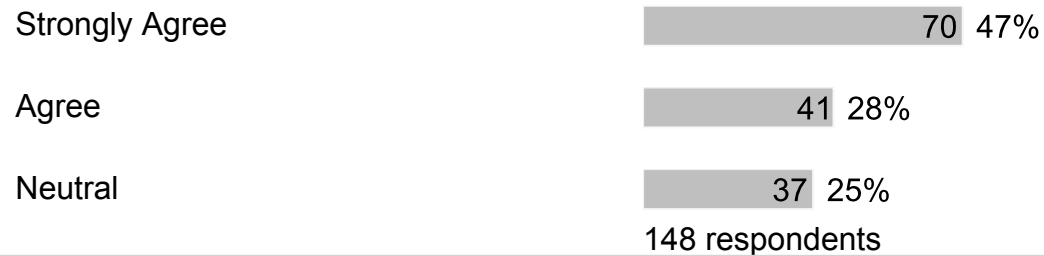 Strongly Agree 70 47%
Agree 41 28%
Neutral 37 25%
148 respondents